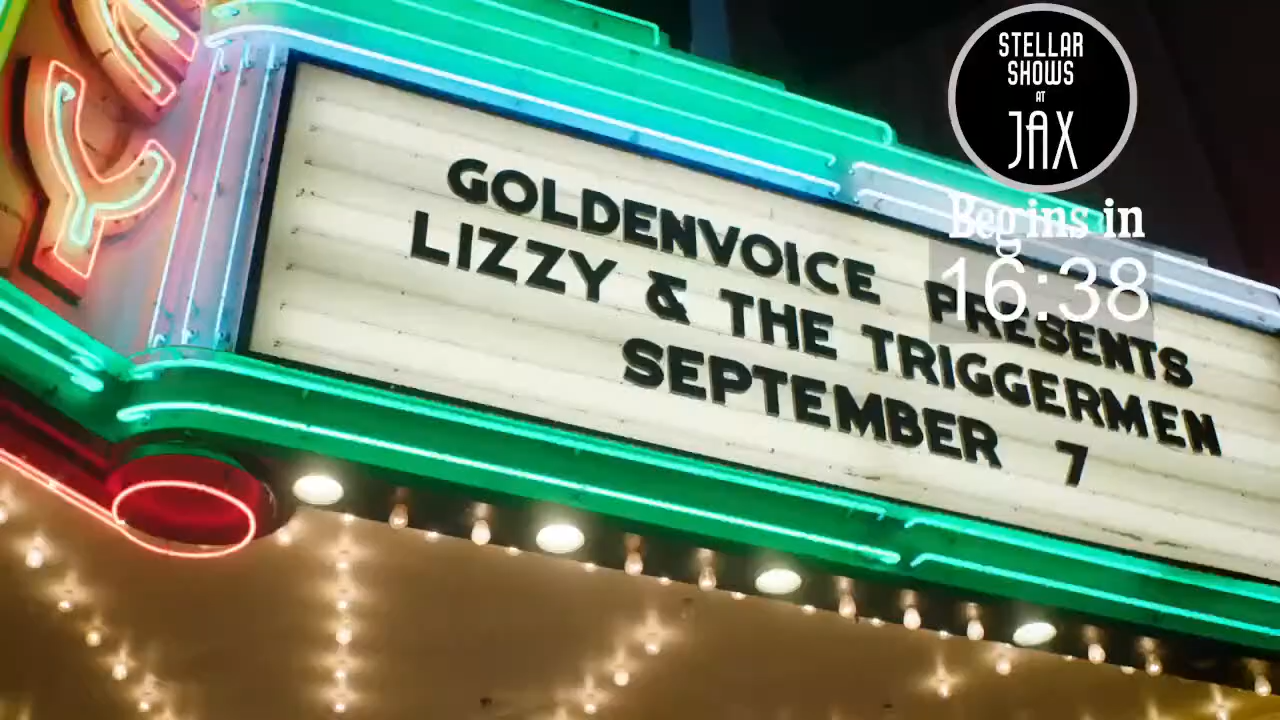 GOLDENVOICE PRESENTS
LIZZY & THE TRIGGERMEN
SEPTEMBER 7
STELLAR
SHOWS
AT
JAX
Begins in
16:38
Y